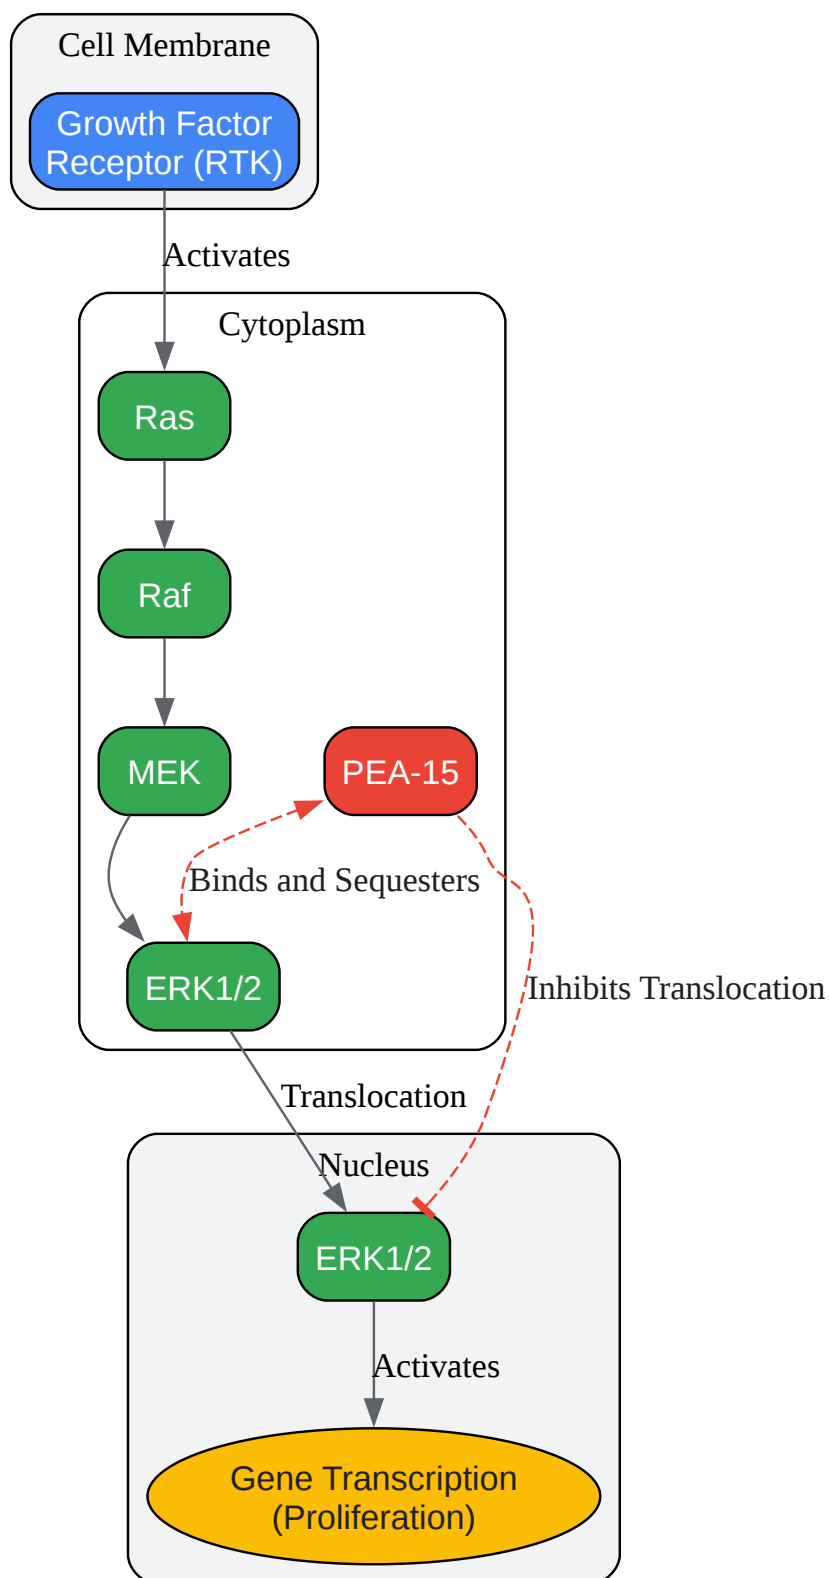 Cell Membrane
Growth Factor
Receptor (RTK)
Activates
Cytoplasm
Ras
Raf
MEK
PEA-15
Binds and Sequesters
ERK1/2
Inhibits Translocation
Translocation
Nucleus
ERK1/2
Activates
Gene Transcription
(Proliferation)